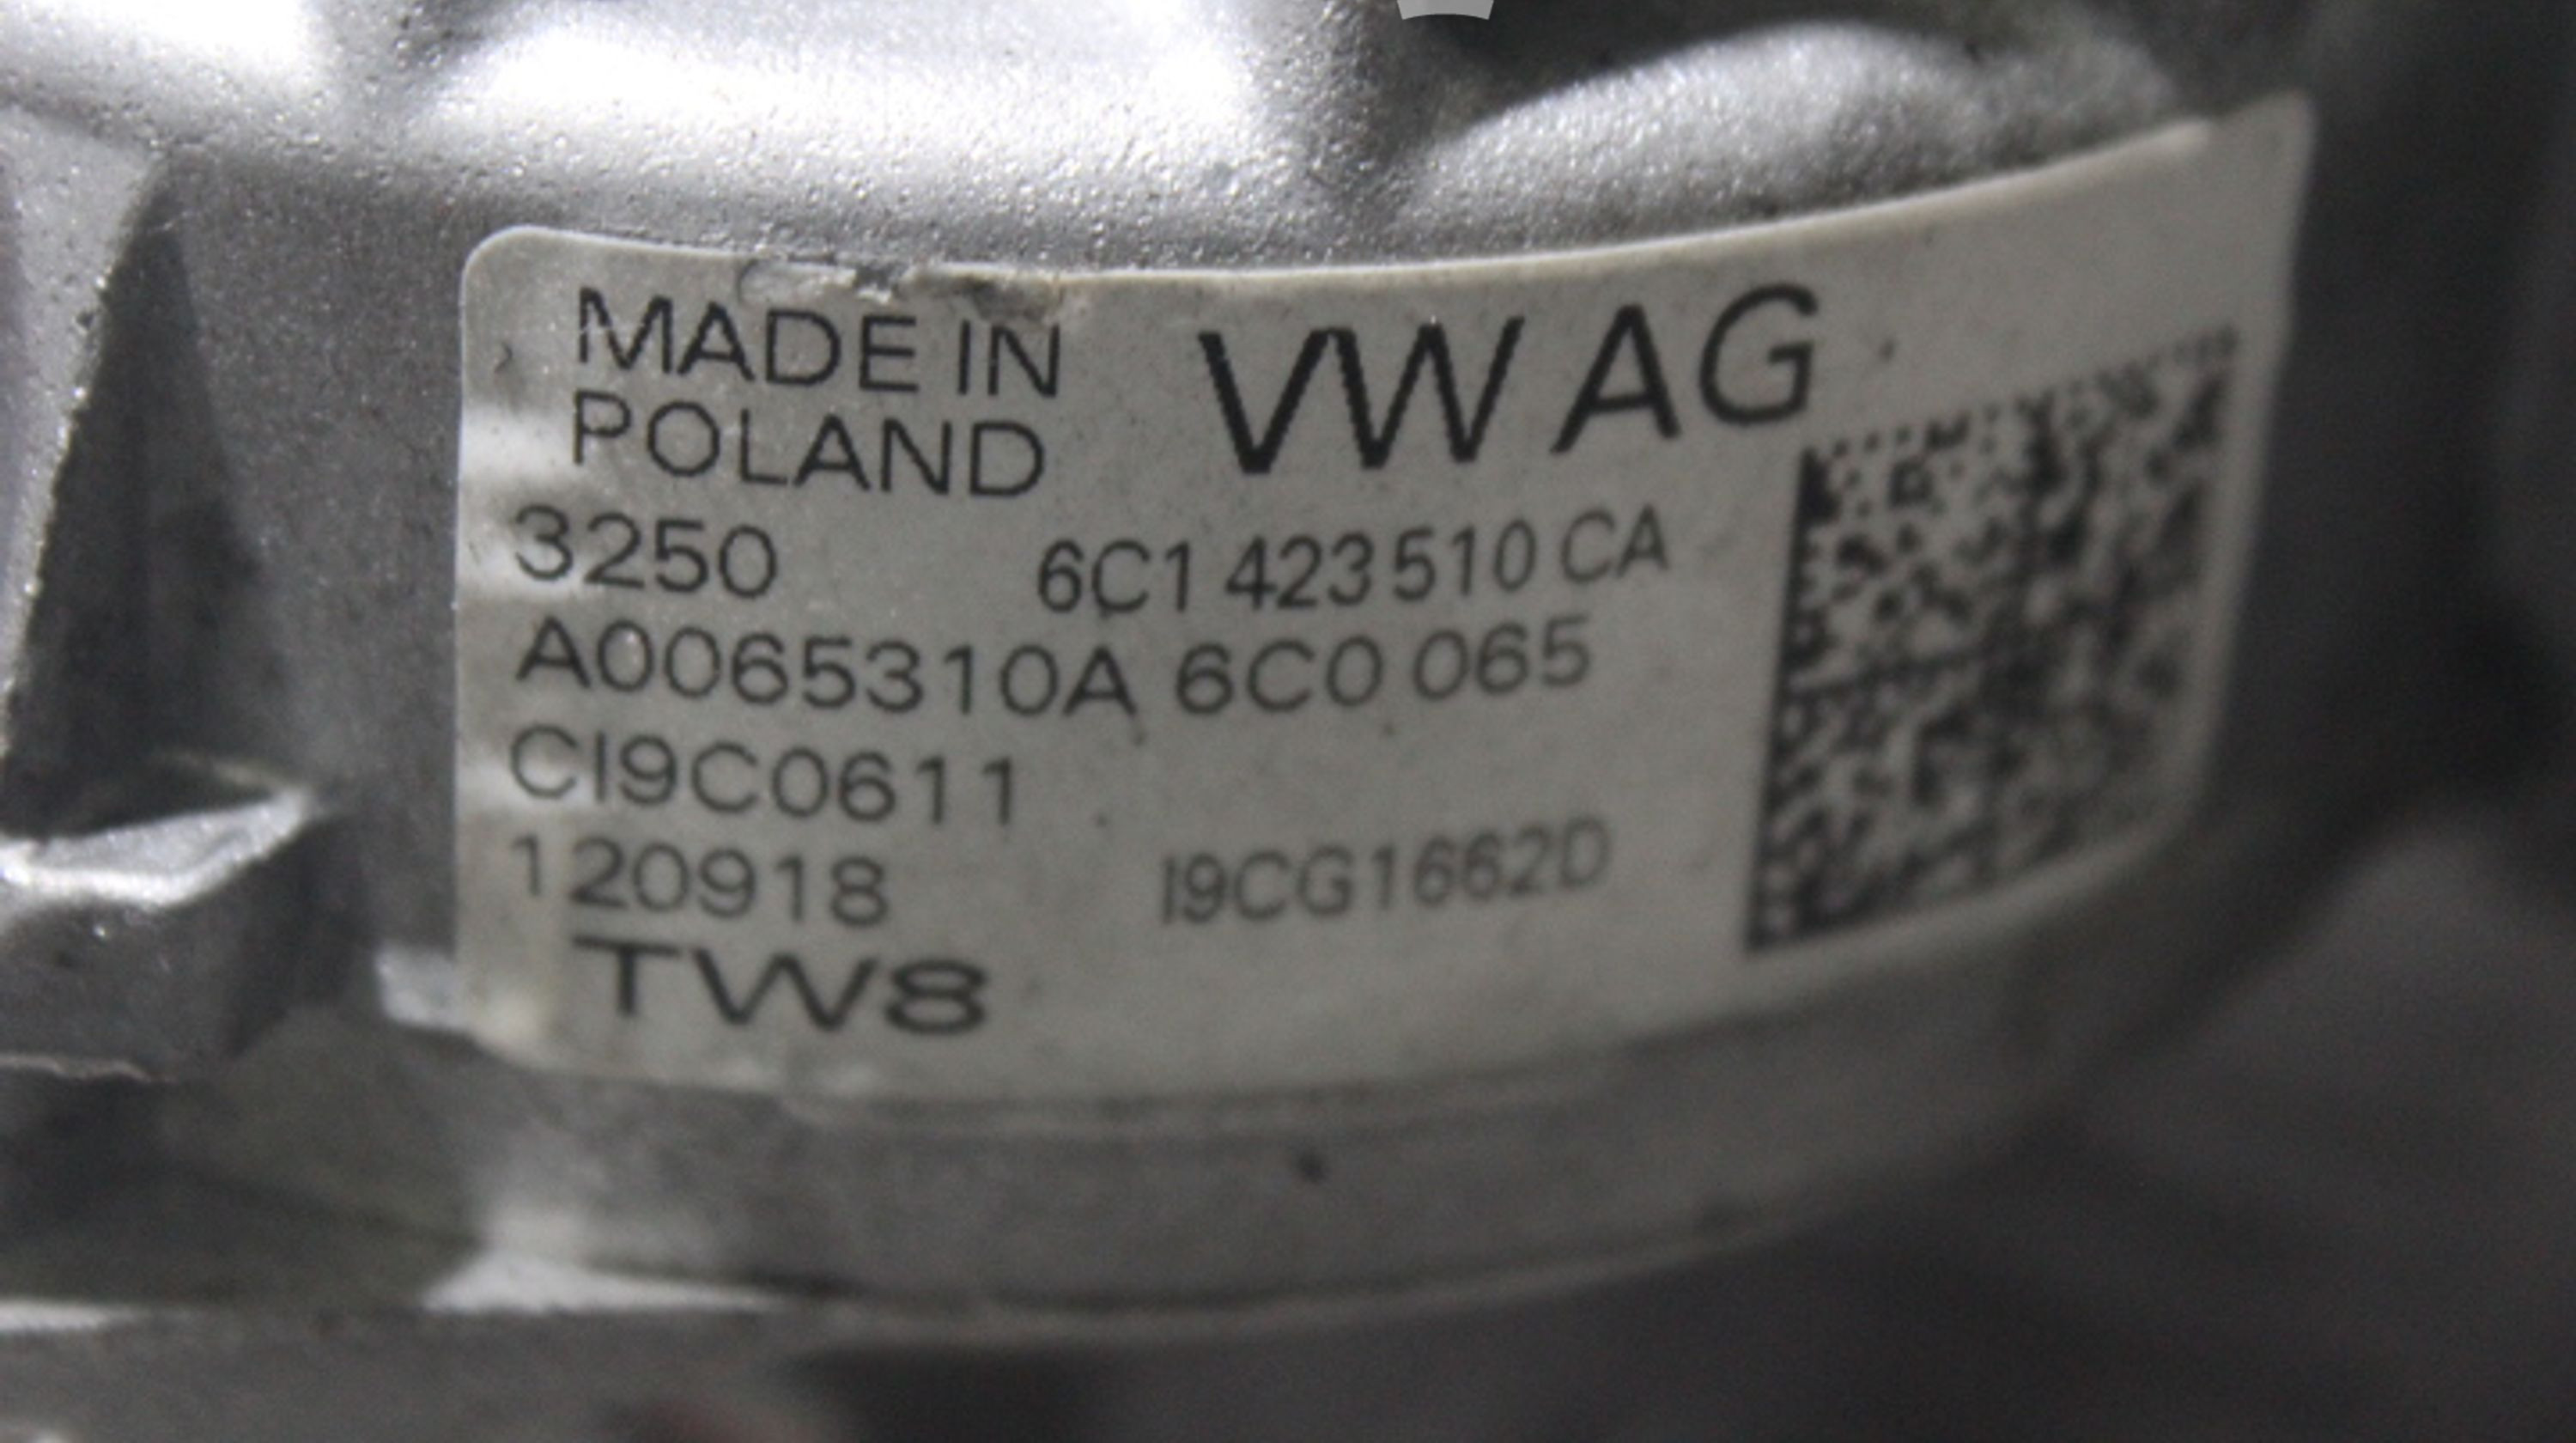 MADE IN
POLAND
VW AG
3250 6C1 423 510 CA
A0065310A 6C0 065
CI9C0611
120918 I9CG1662D
TW8